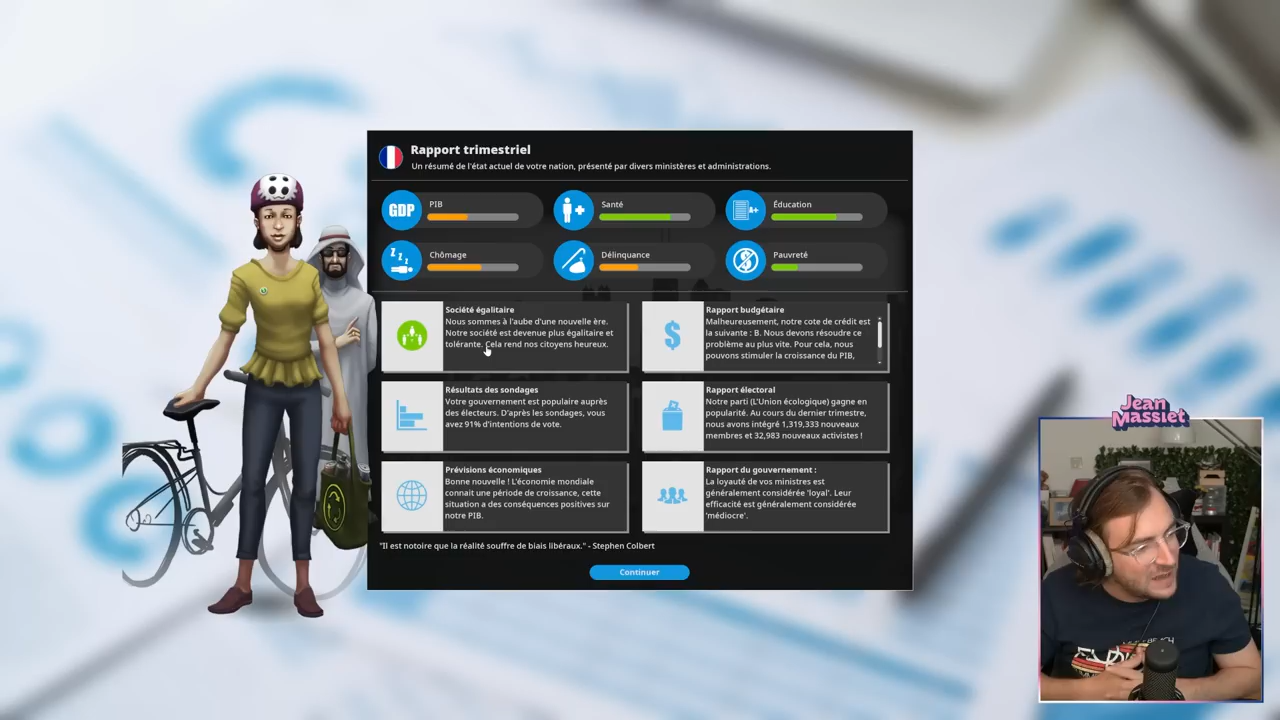 Rapport trimestriel
Un résumé de l'état actuel de votre nation, présenté par divers ministères et administrations.
GDP
PIB
Santé
A+
Éducation
Z Z Z
Chômage
Délinquance
Pauvreté
Société égalitaire
Nous sommes à l'aube d'une nouvelle ère.
Notre société est devenue plus égalitaire et
tolérante. Cela rend nos citoyens heureux.
Rapport budgétaire
Malheureusement, notre cote de crédit est
la suivante : B. Nous devons résoudre ce
problème au plus vite. Pour cela, nous
pouvons stimuler la croissance du PIB,
Résultats des sondages
Votre gouvernement est populaire auprès
des électeurs. D'après les sondages, vous
avez 91% d'intentions de vote.
Rapport électoral
Notre parti (L'Union écologique) gagne en
popularité. Au cours du dernier trimestre,
nous avons intégré 1,319,333 nouveaux
membres et 32,983 nouveaux activistes !
Prévisions économiques
Bonne nouvelle ! L'économie mondiale
connait une période de croissance, cette
situation a des conséquences positives sur
notre PIB.
Rapport du gouvernement :
La loyauté de vos ministres est
généralement considérée 'loyal'. Leur
efficacité est généralement considérée
'médiocre'.
"Il est notoire que la réalité souffre de biais libéraux." - Stephen Colbert
Continuer
Jean
Massiet